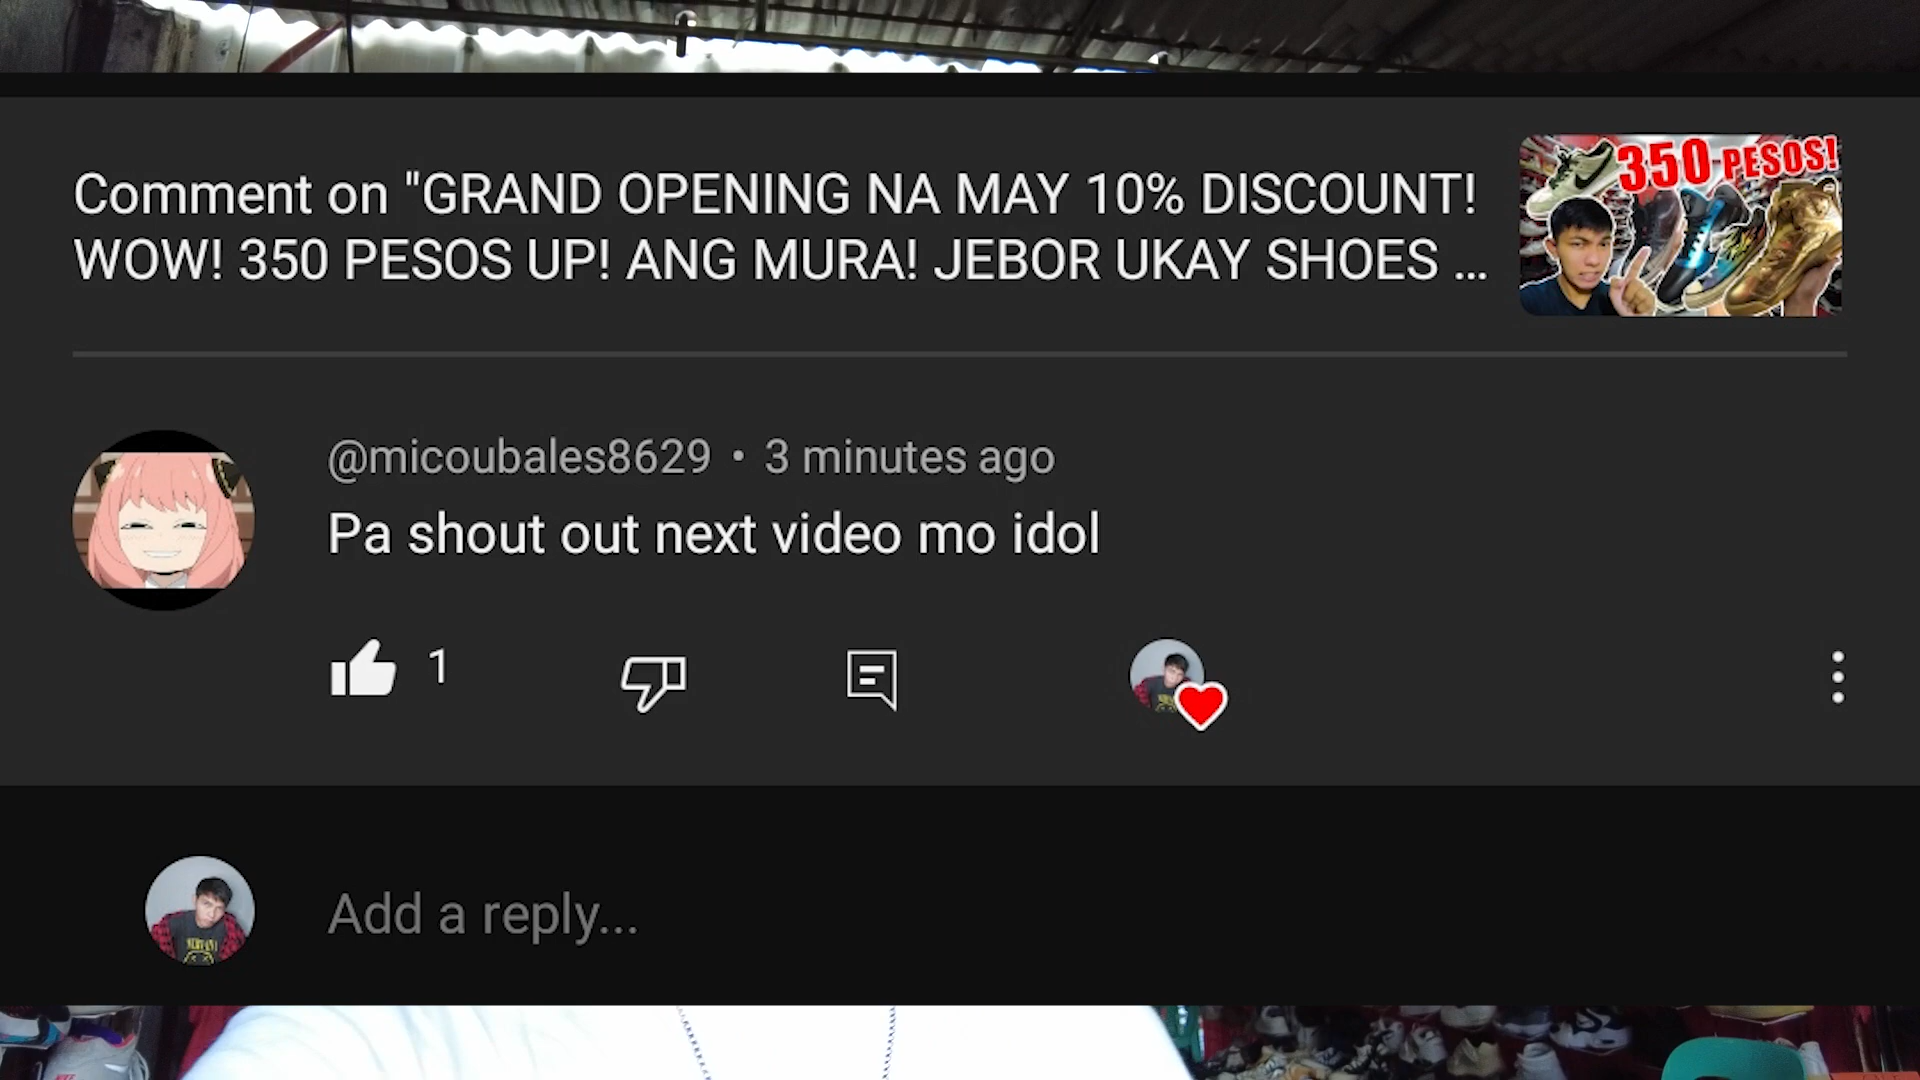 Comment on "GRAND OPENING NA MAY 10% DISCOUNT!
WOW! 350 PESOS UP! ANG MURA! JEBOR UKAY SHOES ...
350 PESOS!
@micoubales8629 • 3 minutes ago
Pa shout out next video mo idol
1
Add a reply...